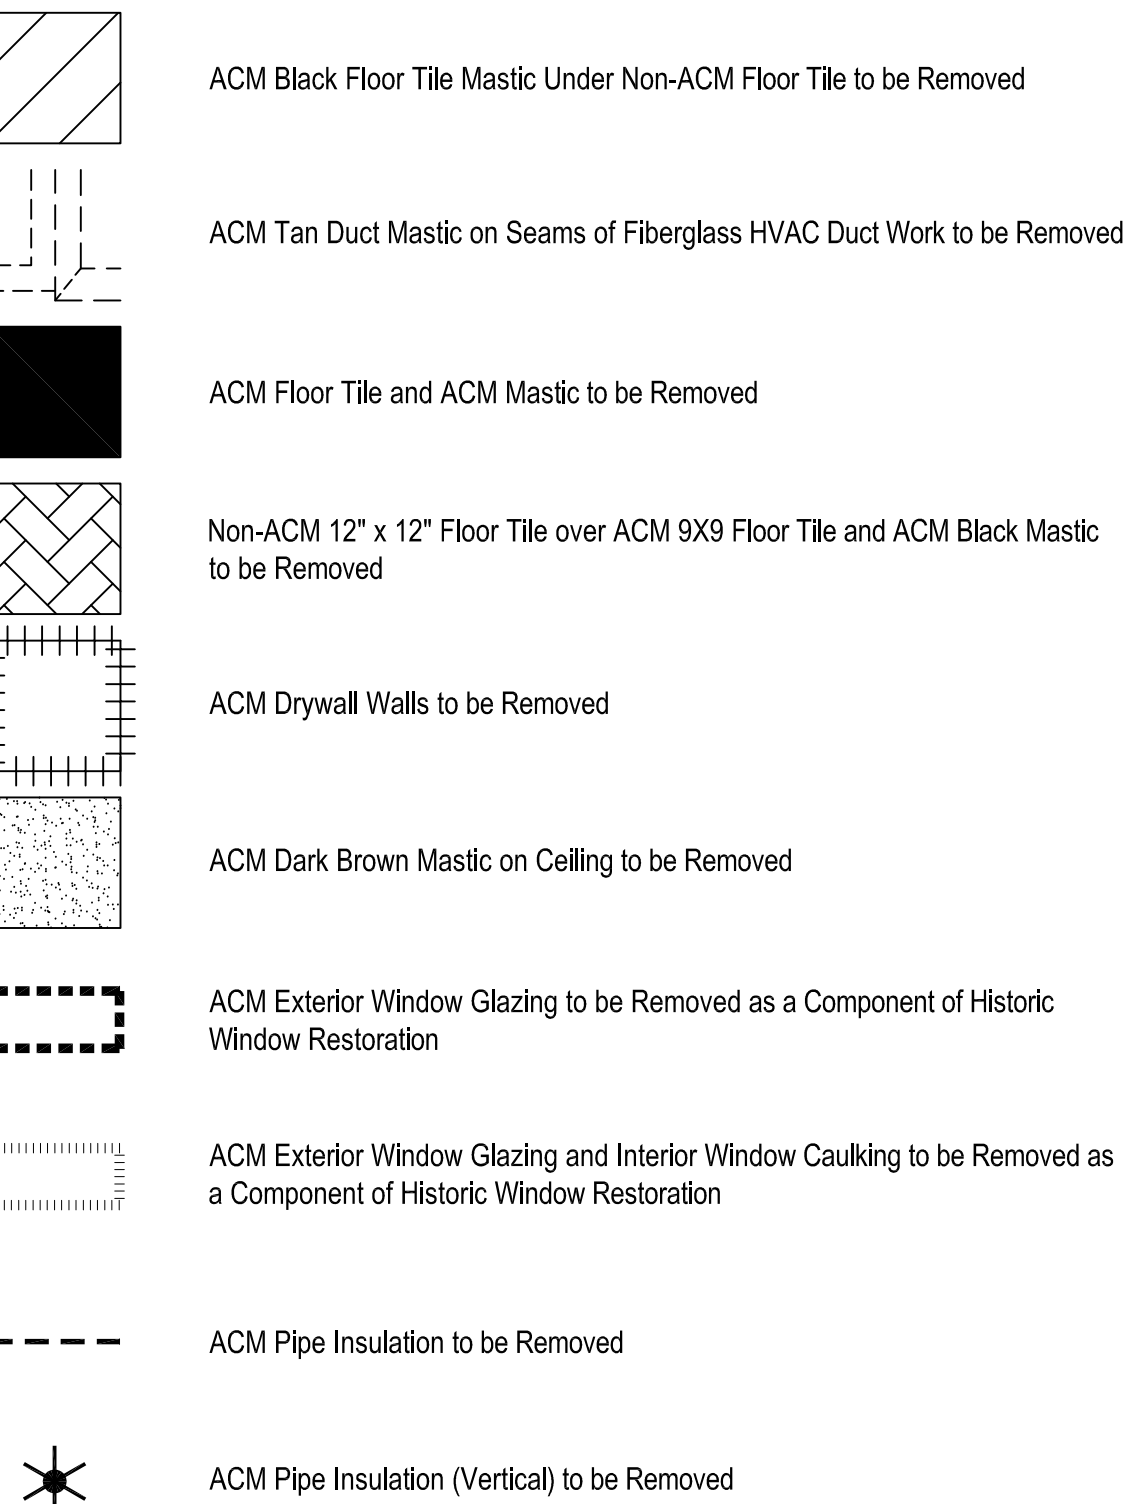 ACM Black Floor Tile Mastic Under Non-ACM Floor Tile to be Removed
ACM Tan Duct Mastic on Seams of Fiberglass HVAC Duct Work to be Removed
ACM Floor Tile and ACM Mastic to be Removed
Non-ACM 12" x 12" Floor Tile over ACM 9X9 Floor Tile and ACM Black Mastic
to be Removed
ACM Drywall Walls to be Removed
ACM Dark Brown Mastic on Ceiling to be Removed
ACM Exterior Window Glazing to be Removed as a Component of Historic
Window Restoration
ACM Exterior Window Glazing and Interior Window Caulking to be Removed as
a Component of Historic Window Restoration
ACM Pipe Insulation to be Removed
ACM Pipe Insulation (Vertical) to be Removed